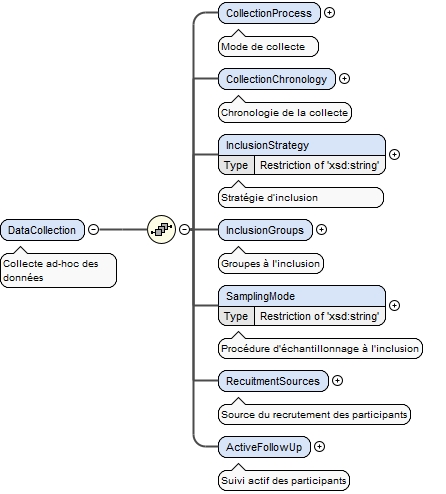 CollectionProcess
Mode de collecte
CollectionChronology
Chronologie de la collecte
InclusionStrategy
Type Restriction of 'xsd:string'
Stratégie d'inclusion
DataCollection
Collecte ad-hoc des
données
InclusionGroups
Groupes à l'inclusion
SamplingMode
Type Restriction of 'xsd:string'
Procédure d'échantillonnage à l'inclusion
RecuitmentSources
Source du recrutement des participants
ActiveFollowUp
Suivi actif des participants